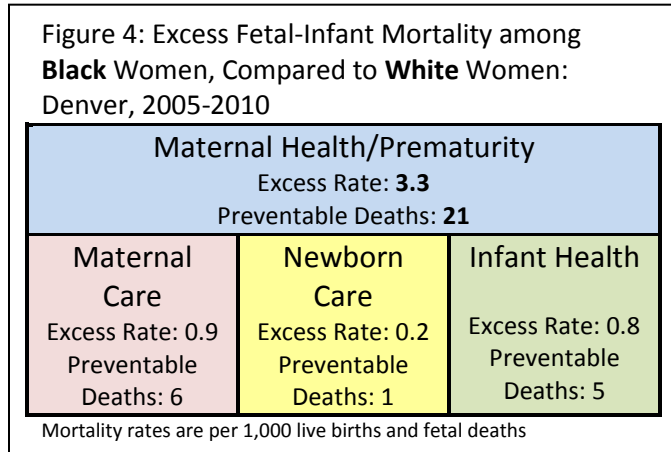 Figure 4: Excess Fetal-Infant Mortality among
Black Women, Compared to White Women:
Denver, 2005-2010
Maternal Health/Prematurity
Excess Rate: 3.3
Preventable Deaths: 21
Maternal
Care
Excess Rate: 0.9
Preventable
Deaths: 6
Newborn
Care
Excess Rate: 0.2
Preventable
Deaths: 1
Infant Health
Excess Rate: 0.8
Preventable
Deaths: 5
Mortality rates are per 1,000 live births and fetal deaths